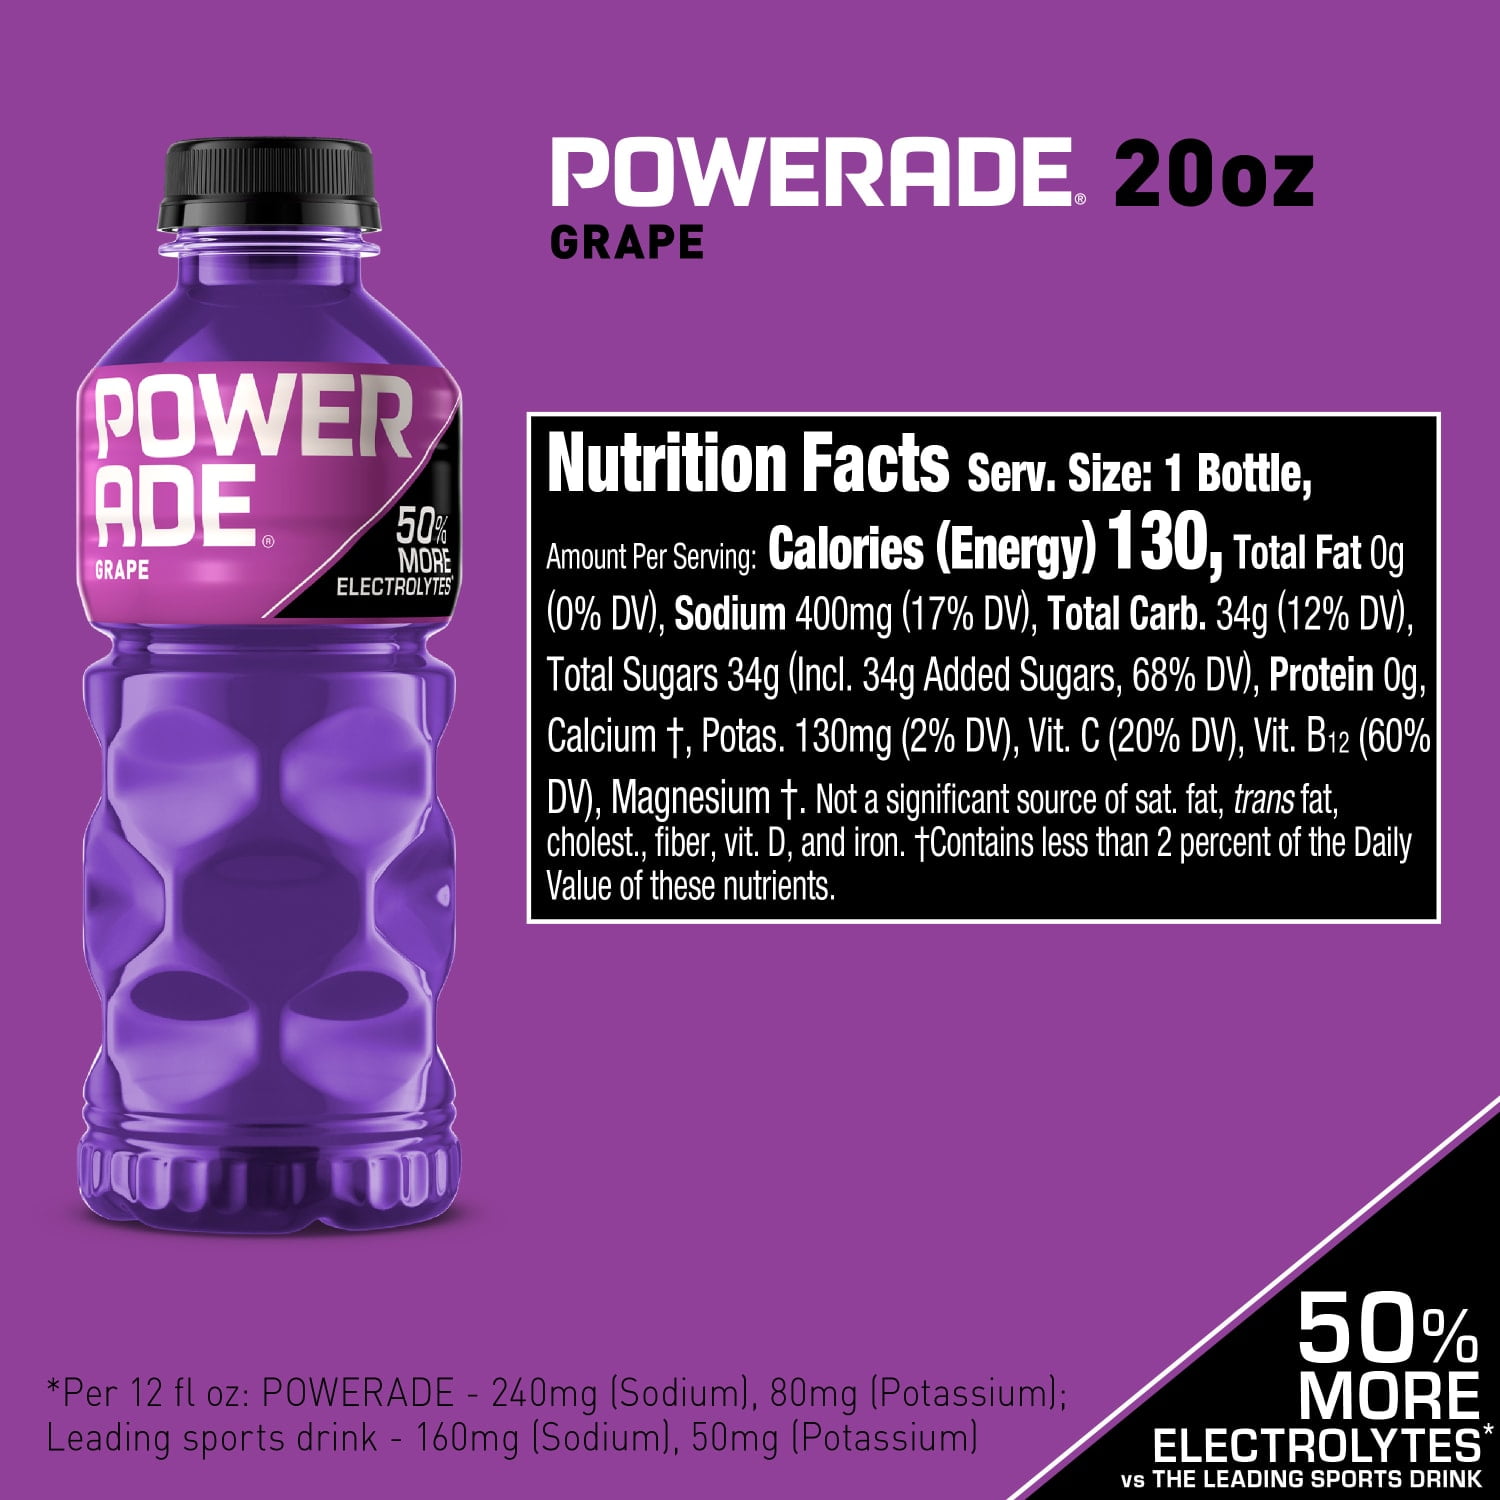 POWERADE® 20oz
GRAPE
POWER
ADE®
GRAPE
50%
MORE
ELECTROLYTES*
Nutrition Facts Serv. Size: 1 Bottle,
Amount Per Serving: Calories (Energy) 130, Total Fat 0g
(0% DV), Sodium 400mg (17% DV), Total Carb. 34g (12% DV),
Total Sugars 34g (Incl. 34g Added Sugars, 68% DV), Protein 0g,
Calcium †, Potas. 130mg (2% DV), Vit. C (20% DV), Vit. B12 (60%
DV), Magnesium †. Not a significant source of sat. fat, trans fat,
cholest., fiber, vit. D, and iron. †Contains less than 2 percent of the Daily
Value of these nutrients.
*Per 12 fl oz: POWERADE - 240mg (Sodium), 80mg (Potassium);
Leading sports drink - 160mg (Sodium), 50mg (Potassium)
50%
MORE
ELECTROLYTES*
vs THE LEADING SPORTS DRINK